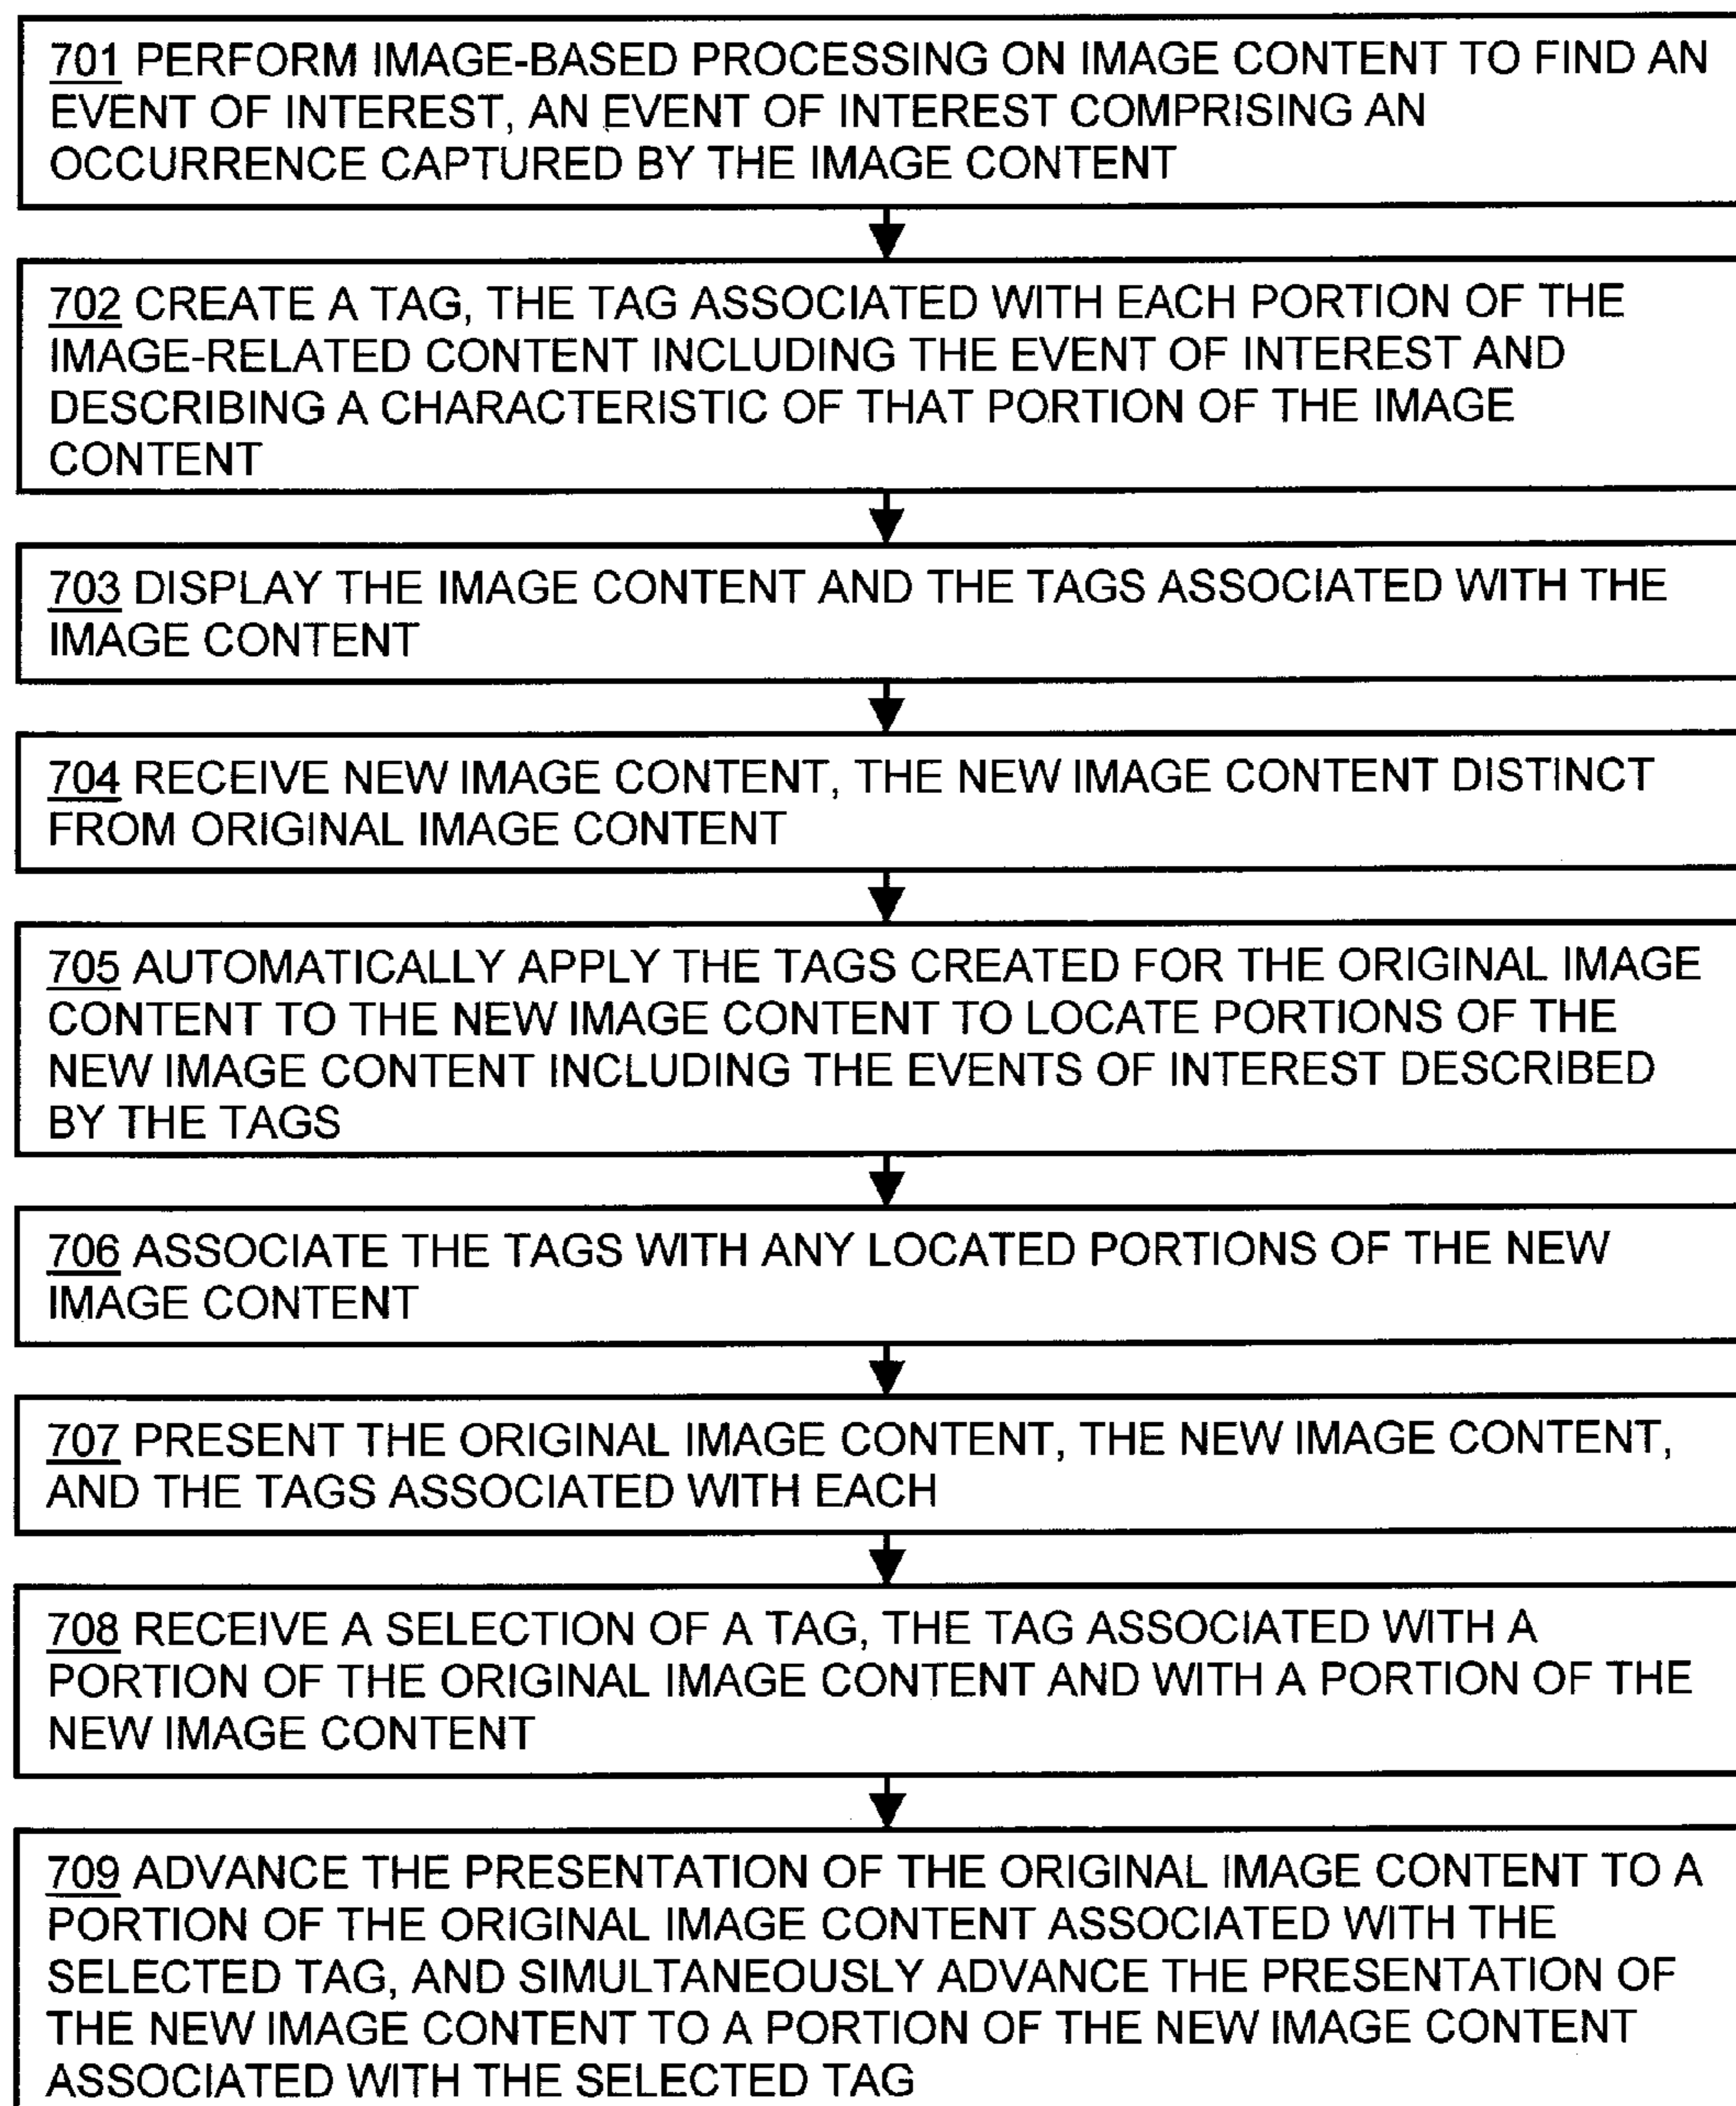 701 PERFORM IMAGE-BASED PROCESSING ON IMAGE CONTENT TO FIND AN
EVENT OF INTEREST, AN EVENT OF INTEREST COMPRISING AN
OCCURRENCE CAPTURED BY THE IMAGE CONTENT
702 CREATE A TAG, THE TAG ASSOCIATED WITH EACH PORTION OF THE
IMAGE-RELATED CONTENT INCLUDING THE EVENT OF INTEREST AND
DESCRIBING A CHARACTERISTIC OF THAT PORTION OF THE IMAGE
CONTENT
703 DISPLAY THE IMAGE CONTENT AND THE TAGS ASSOCIATED WITH THE
IMAGE CONTENT
704 RECEIVE NEW IMAGE CONTENT, THE NEW IMAGE CONTENT DISTINCT
FROM ORIGINAL IMAGE CONTENT
705 AUTOMATICALLY APPLY THE TAGS CREATED FOR THE ORIGINAL IMAGE
CONTENT TO THE NEW IMAGE CONTENT TO LOCATE PORTIONS OF THE
NEW IMAGE CONTENT INCLUDING THE EVENTS OF INTEREST DESCRIBED
BY THE TAGS
706 ASSOCIATE THE TAGS WITH ANY LOCATED PORTIONS OF THE NEW
IMAGE CONTENT
707 PRESENT THE ORIGINAL IMAGE CONTENT, THE NEW IMAGE CONTENT,
AND THE TAGS ASSOCIATED WITH EACH
708 RECEIVE A SELECTION OF A TAG, THE TAG ASSOCIATED WITH A
PORTION OF THE ORIGINAL IMAGE CONTENT AND WITH A PORTION OF THE
NEW IMAGE CONTENT
709 ADVANCE THE PRESENTATION OF THE ORIGINAL IMAGE CONTENT TO A
PORTION OF THE ORIGINAL IMAGE CONTENT ASSOCIATED WITH THE
SELECTED TAG, AND SIMULTANEOUSLY ADVANCE THE PRESENTATION OF
THE NEW IMAGE CONTENT TO A PORTION OF THE NEW IMAGE CONTENT
ASSOCIATED WITH THE SELECTED TAG